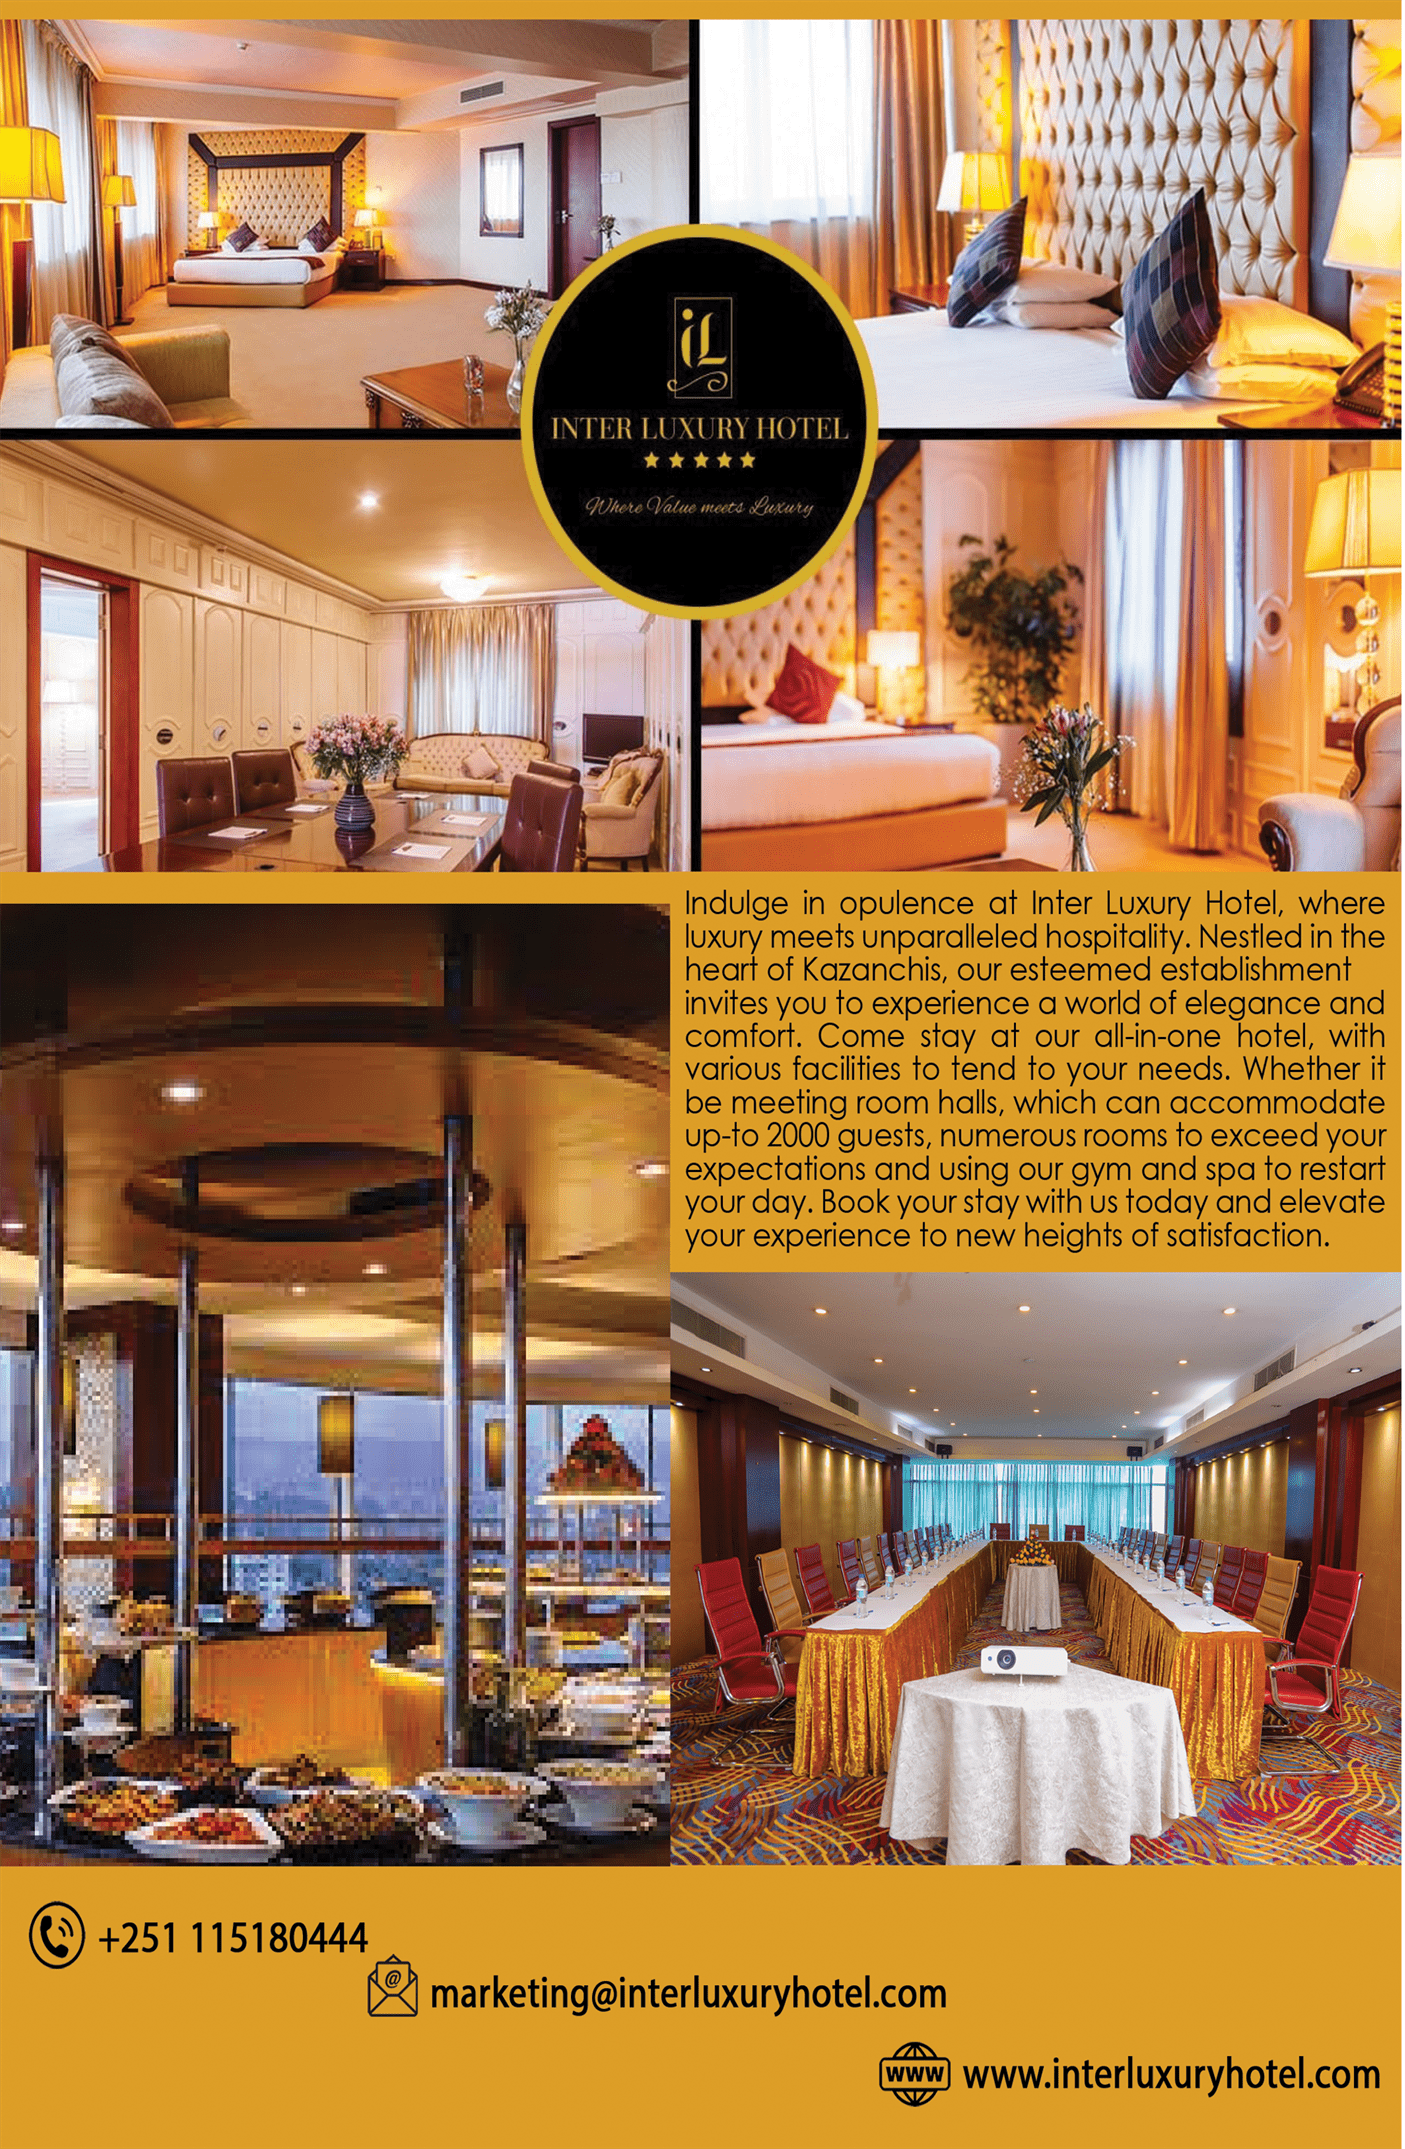 iL
INTER LUXURY HOTEL
Where Value meets Luxury
Indulge in opulence at Inter Luxury Hotel, where
luxury meets unparalleled hospitality. Nestled in the
heart of Kazanchis, our esteemed establishment
invites you to experience a world of elegance and
comfort. Come stay at our all-in-one hotel, with
various facilities to tend to your needs. Whether it
be meeting room halls, which can accommodate
up-to 2000 guests, numerous rooms to exceed your
expectations and using our gym and spa to restart
your day. Book your stay with us today and elevate
your experience to new heights of satisfaction.
+251 115180444
@
marketing@interluxuryhotel.com
www
www.interluxuryhotel.com